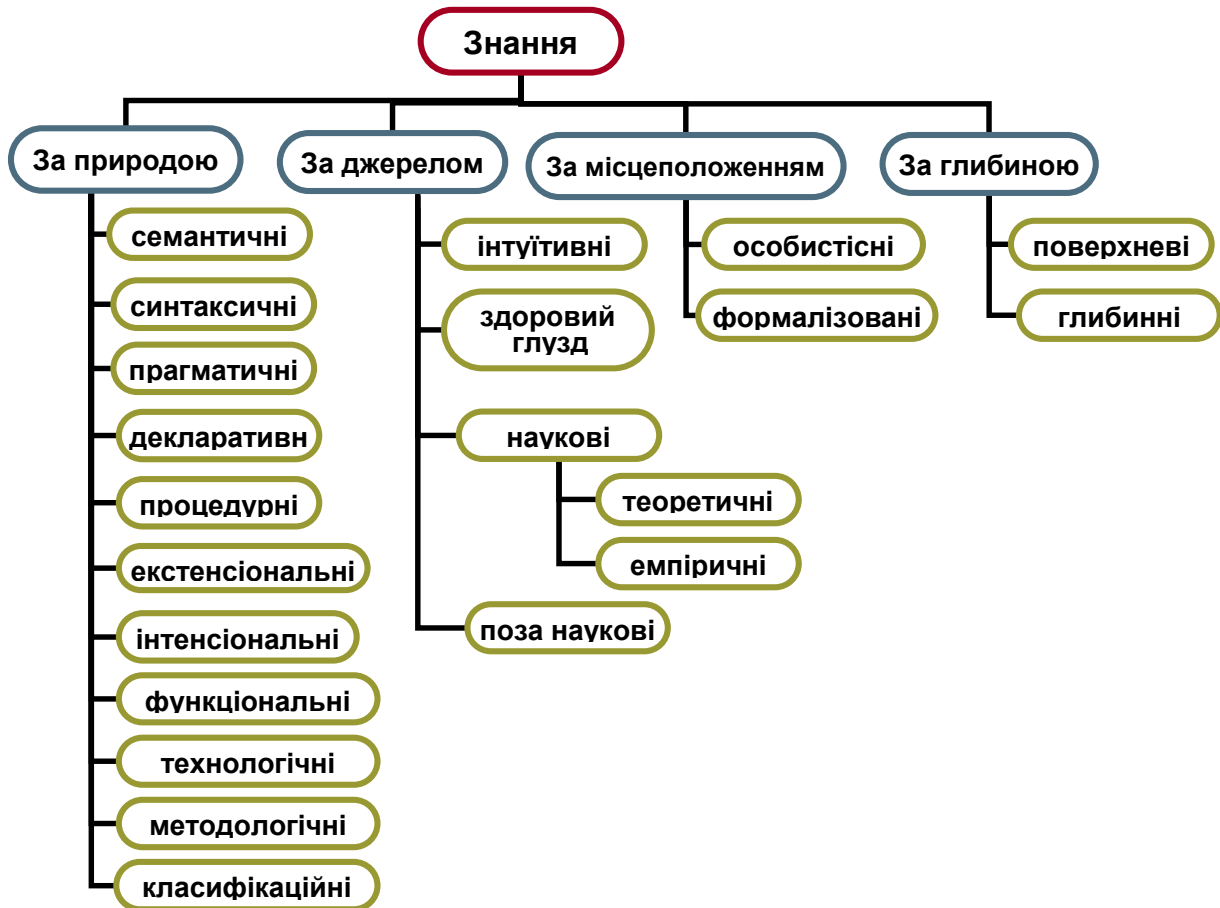 Знання
За природою
За джерелом
За місцеположенням
За глибиною
семантичні
синтаксичні
прагматичні
декларативн
процедурні
екстенсіональні
інтенсіональні
функціональні
технологічні
методологічні
класифікаційні
інтуїтивні
здоровий
глузд
наукові
теоретичні
емпіричні
поза наукові
особистісні
формалізовані
поверхневі
глибинні